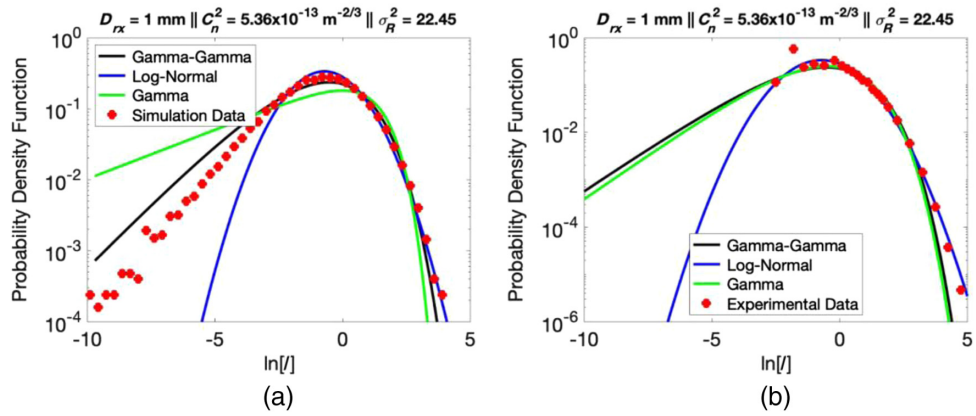 D_rx = 1 mm || C_n^2 = 5.36x10^-13 m^-2/3 || σ_R^2 = 22.45
10^0
10^-1
10^-2
10^-3
10^-4
Probability Density Function
Gamma-Gamma
Log-Normal
Gamma
Simulation Data
-10
-5
0
5
ln[I]
(a)
D_rx = 1 mm || C_n^2 = 5.36x10^-13 m^-2/3 || σ_R^2 = 22.45
10^0
10^-2
10^-4
10^-6
Probability Density Function
Gamma-Gamma
Log-Normal
Gamma
Experimental Data
-10
-5
0
5
ln[I]
(b)